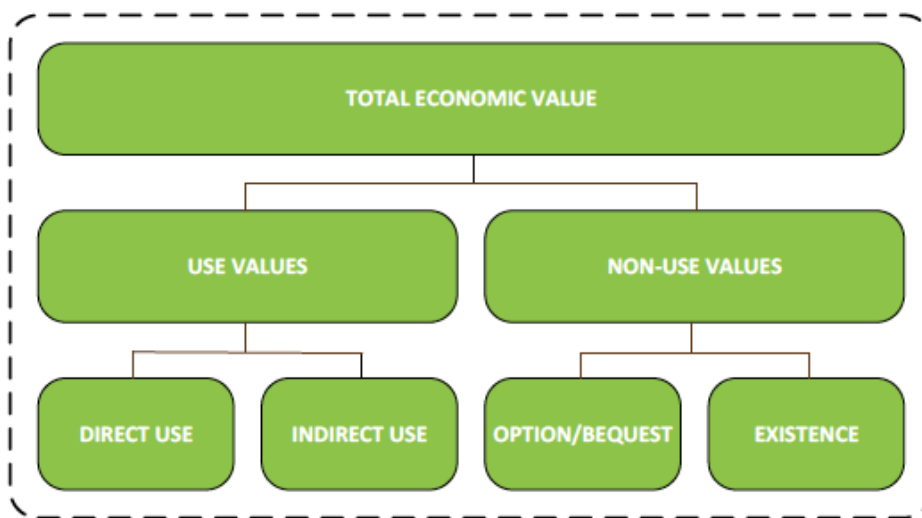 TOTAL ECONOMIC VALUE
USE VALUES
NON-USE VALUES
DIRECT USE
INDIRECT USE
OPTION/BEQUEST
EXISTENCE